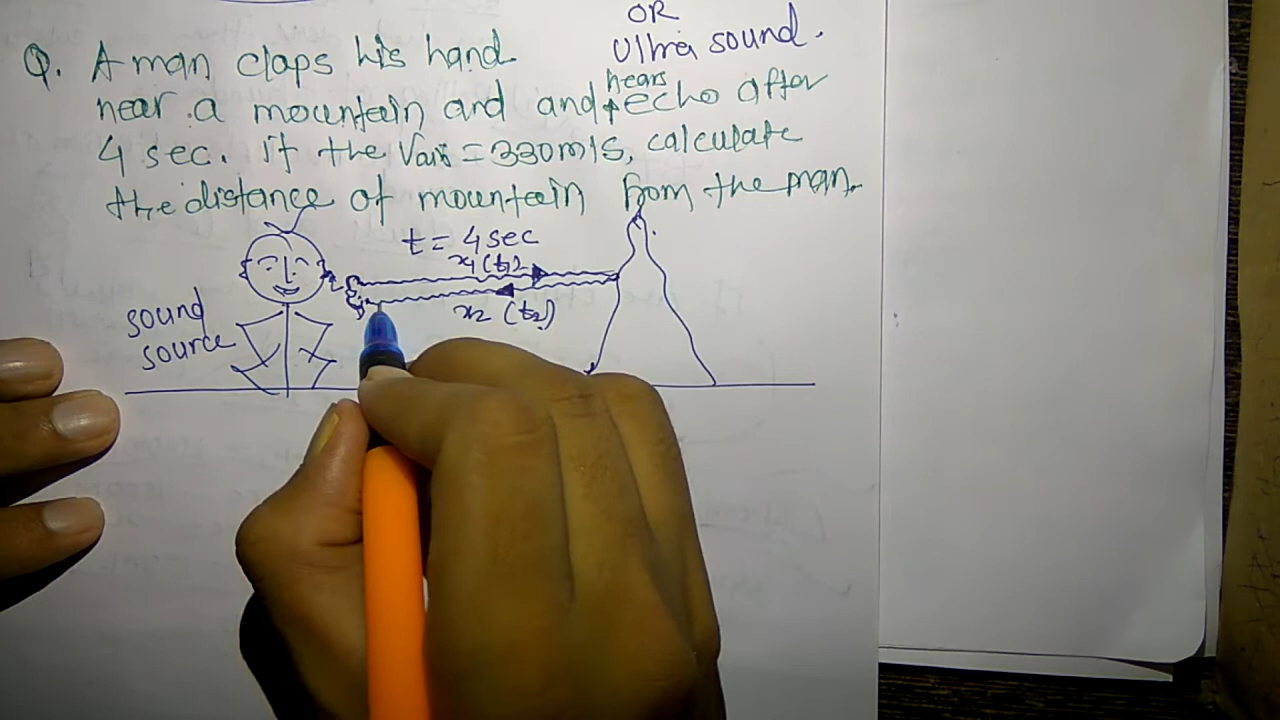 OR
Ultra sound.
Q. A man claps his hand
near a mountain and and hears echo after
4 sec. If the Vair = 330m/s, calculate
the distance of mountain from the man.
t = 4 sec
x1 (t1)
x2 (t2)
sound
source